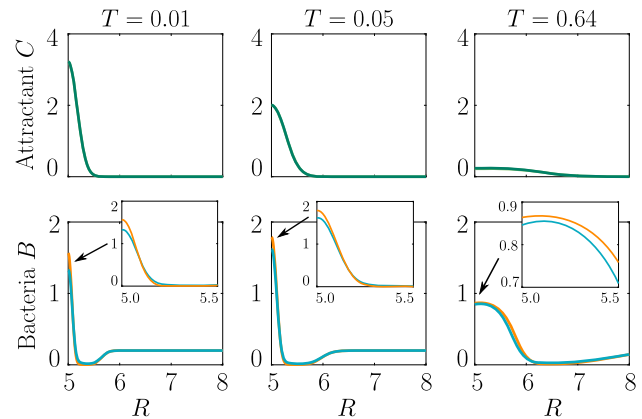 T = 0.01 T = 0.05 T = 0.64
Attractant C
4 4 4
2 2 2
0 0 0
Bacteria B
2 2 2
1 1 1
0 0 0
2 2 0.9
1 1 0.8
0 0 0.7
5.0 5.5 5.0 5.5 5.0 5.5
5 6 7 8 5 6 7 8 5 6 7 8
R R R